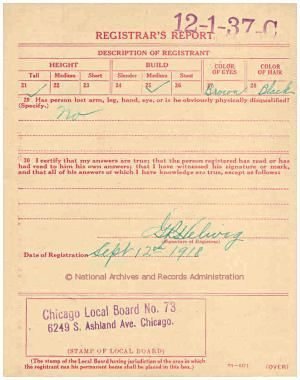 12-1-37-C
REGISTRAR'S REPORT
DESCRIPTION OF REGISTRANT
HEIGHT BUILD COLOR OF EYES COLOR OF HAIR
Tall Medium Short Slender Medium Stout
21 ✓ 22 23 24 25 ✓ 26 27 Brown 28 Black
29 Has person lost arm, leg, hand, eye, or is he obviously physically disqualified?
(Specify.) No
30 I certify that my answers are true; that the person registered has read or has
had read to him his own answers; that I have witnessed his signature or mark,
and that all of his answers of which I have knowledge are true, except as follows:
G R Helwig
(Signature of Registrar)
Date of Registration Sept 12th 1918
© National Archives and Records Administration
Chicago Local Board No. 73
6249 S. Ashland Ave. Chicago.
(STAMP OF LOCAL BOARD)
(The stamp of the Local Board having jurisdiction of the area in which
the registrant has his permanent home shall be placed in this box.)
(OVER)